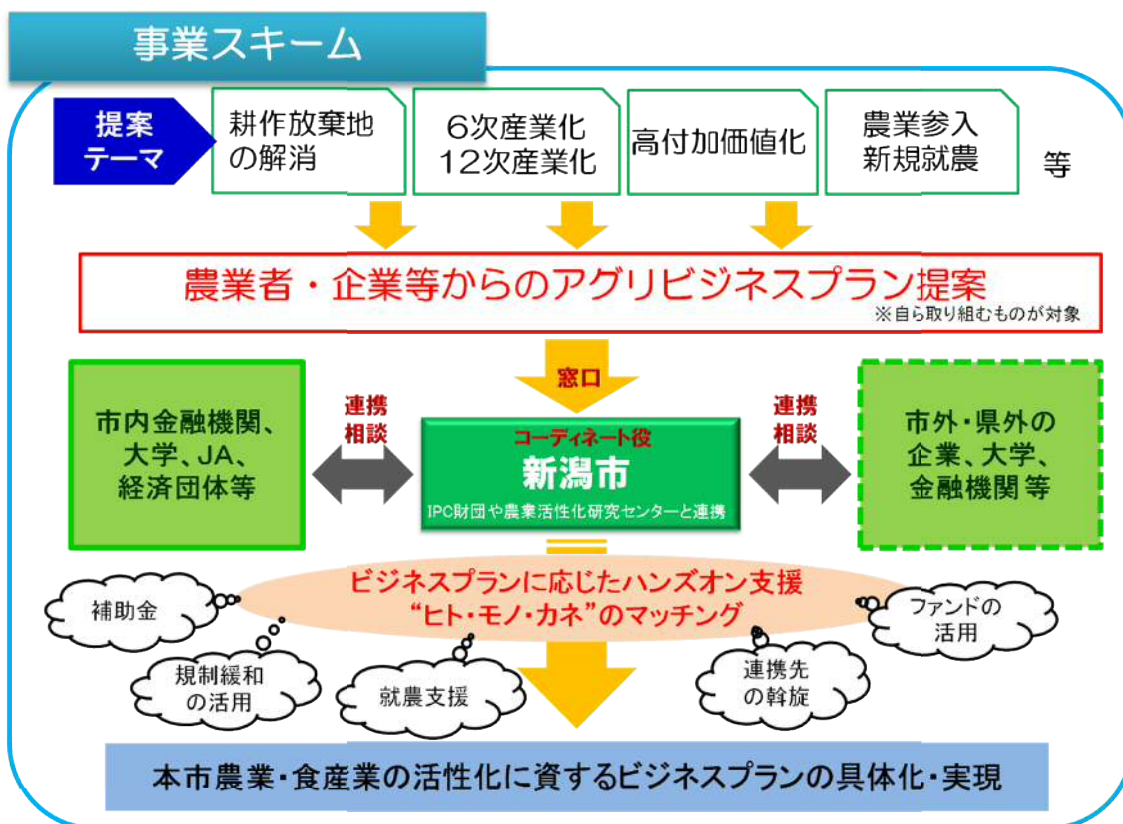 事業スキーム
提案
テーマ
耕作放棄地
の解消
6次産業化
12次産業化
高付加価値化
農業参入
新規就農
等
農業者・企業等からのアグリビジネスプラン提案
※自ら取り組むものが対象
窓口
市内金融機関、
大学、JA、
経済団体等
連携
相談
コーディネート役
新潟市
IPC財団や農業活性化研究センターと連携
連携
相談
市外・県外の
企業、大学、
金融機関等
ビジネスプランに応じたハンズオン支援
“ヒト・モノ・カネ”のマッチング
補助金
規制緩和
の活用
就農支援
連携先
の斡旋
ファンドの
活用
本市農業・食産業の活性化に資するビジネスプランの具体化・実現